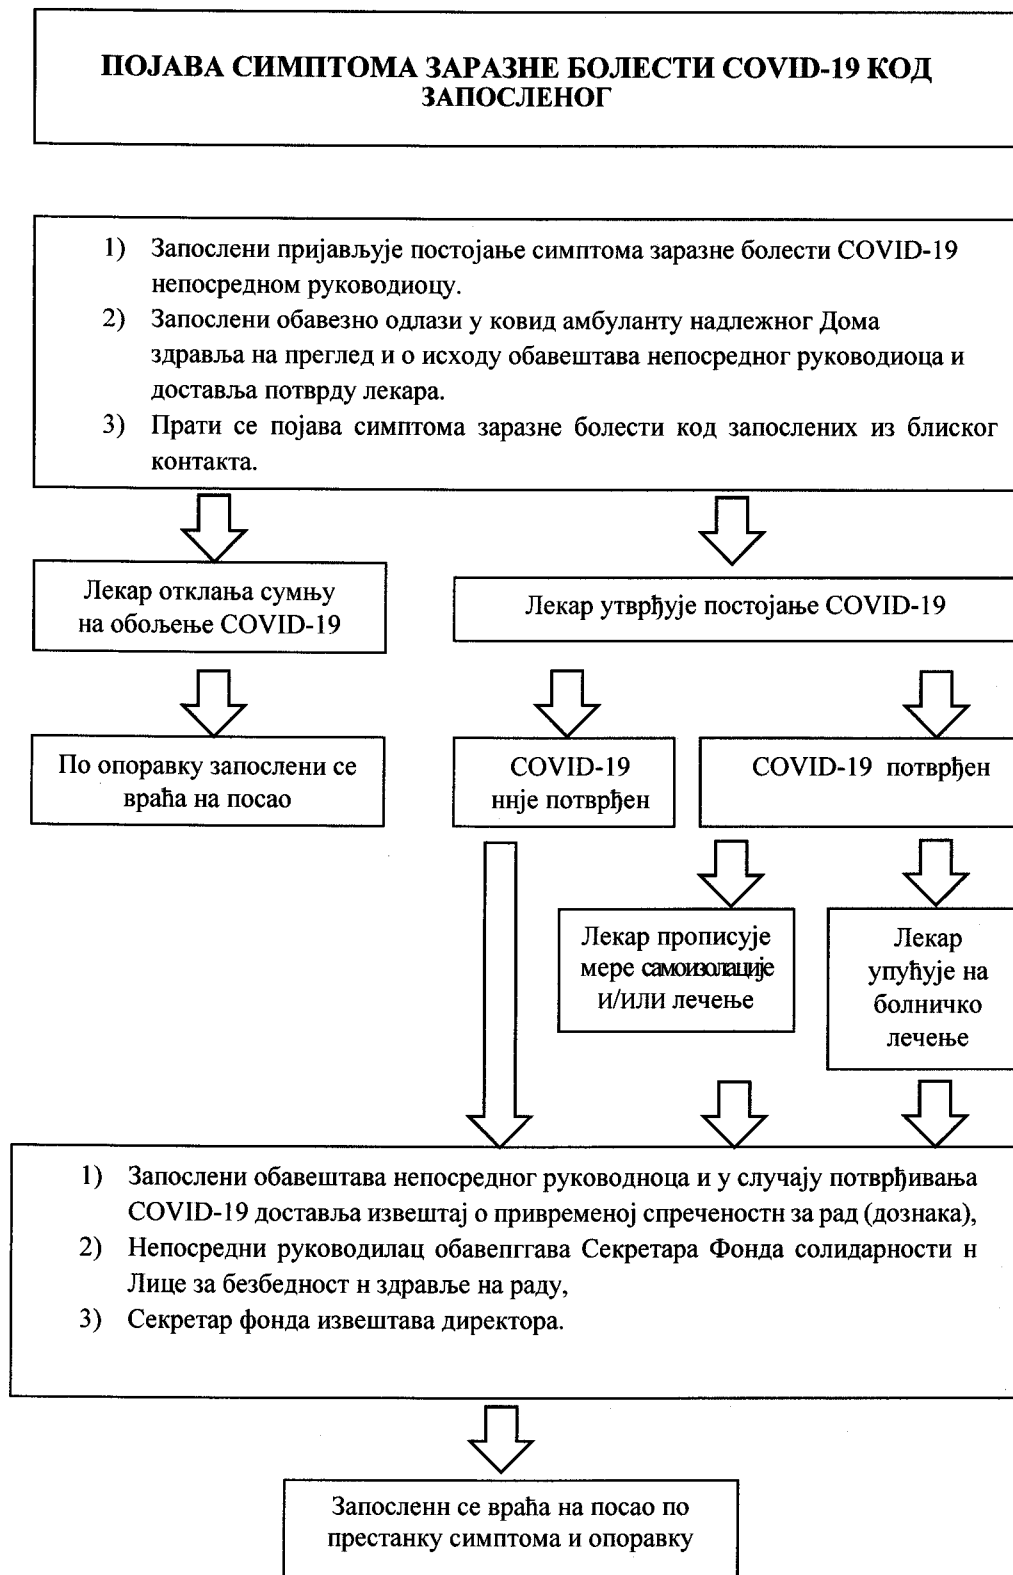 ПОЈАВА СИМПТОМА ЗАРАЗНЕ БОЛЕСТИ COVID-19 КОД
ЗАПОСЛЕНОГ
1) Запослени пријављује постојање симптома заразне болести COVID-19
непосредном руководиоцу.
2) Запослени обавезно одлази у ковид амбуланту надлежног Дома
здравља на преглед и о исходу обавештава непосредног руководиоца и
доставља потврду лекара.
3) Прати се појава симптома заразне болести код запослених из блиског
контакта.
Лекар отклања сумњу
на обољење COVID-19
Лекар утврђује постојање COVID-19
По опоравку запослени се
враћа на посао
COVID-19
ннје потврђен
COVID-19 потврђен
Лекар прописује
мере самоизолације
И/ИЛИ лечење
Лекар
упућује на
болничко
лечење
1) Запослени обавештава непосредног руководноца и у случају потврђивања
COVID-19 доставља извештај о привременој спречености за рад (дознака),
2) Непосредни руководилац обавепггава Секретара Фонда солидарности н
Лице за безбедност н здравље на раду,
3) Секретар фонда извештава директора.
Запосленн се враћа на посао по
престанку симптома и опоравку